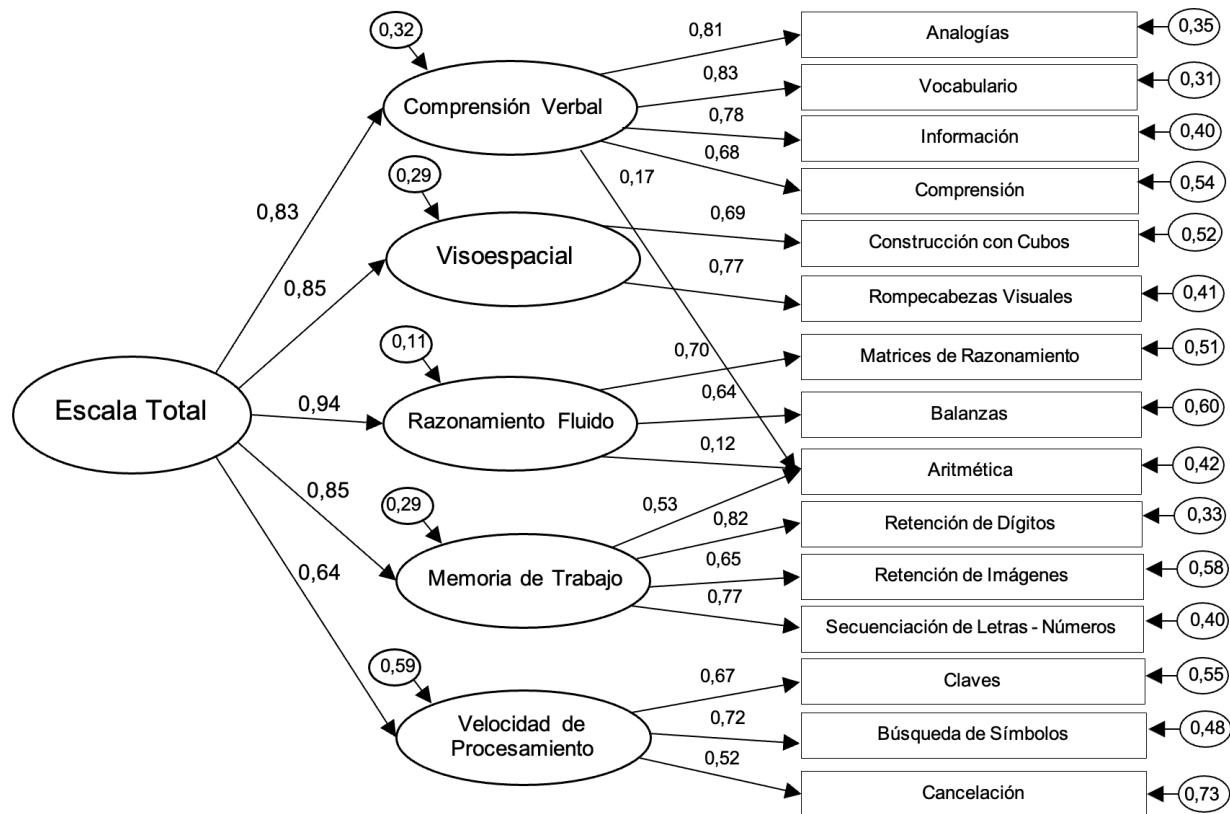 0,32
0,81
Analogías
0,35
Comprensión Verbal
0,83
Vocabulario
0,31
0,78
Información
0,40
0,68
Comprensión
0,54
0,29
0,17
0,83
0,69
Construcción con Cubos
0,52
Visoespacial
0,85
0,77
Rompecabezas Visuales
0,41
0,11
0,70
Matrices de Razonamiento
0,51
Escala Total
0,94
Razonamiento Fluido
0,64
Balanzas
0,60
0,12
Aritmética
0,42
0,85
0,29
0,53
0,82
Retención de Dígitos
0,33
Memoria de Trabajo
0,65
Retención de Imágenes
0,58
0,64
0,77
Secuenciación de Letras - Números
0,40
0,59
0,67
Claves
0,55
Velocidad de
Procesamiento
0,72
Búsqueda de Símbolos
0,48
0,52
Cancelación
0,73